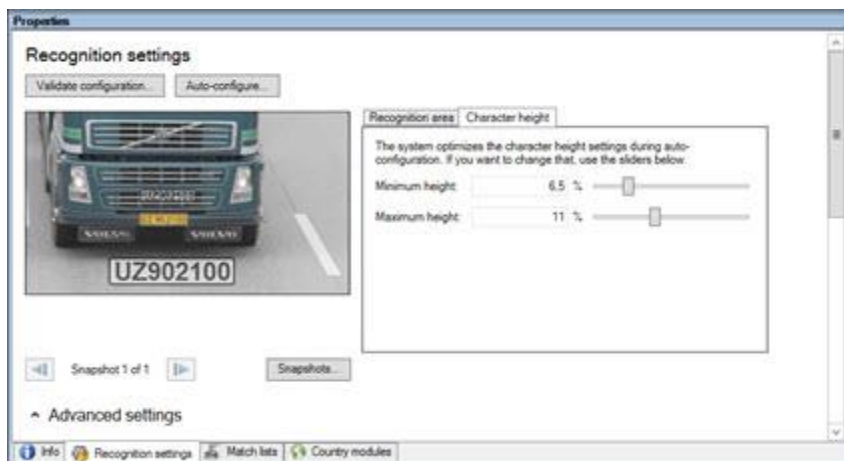 Properties
Recognition settings
Validate configuration...
Auto-configure...
Recognition area
Character height
The system optimizes the character height settings during auto-
configuration. If you want to change that, use the sliders below
Minimum height: 6.5 %
Maximum height: 11 %
VOLVO VOLVO
UZ902100
Snapshot 1 of 1
Snapshots...
Advanced settings
Info
Recognition settings
Match lists
Country modules